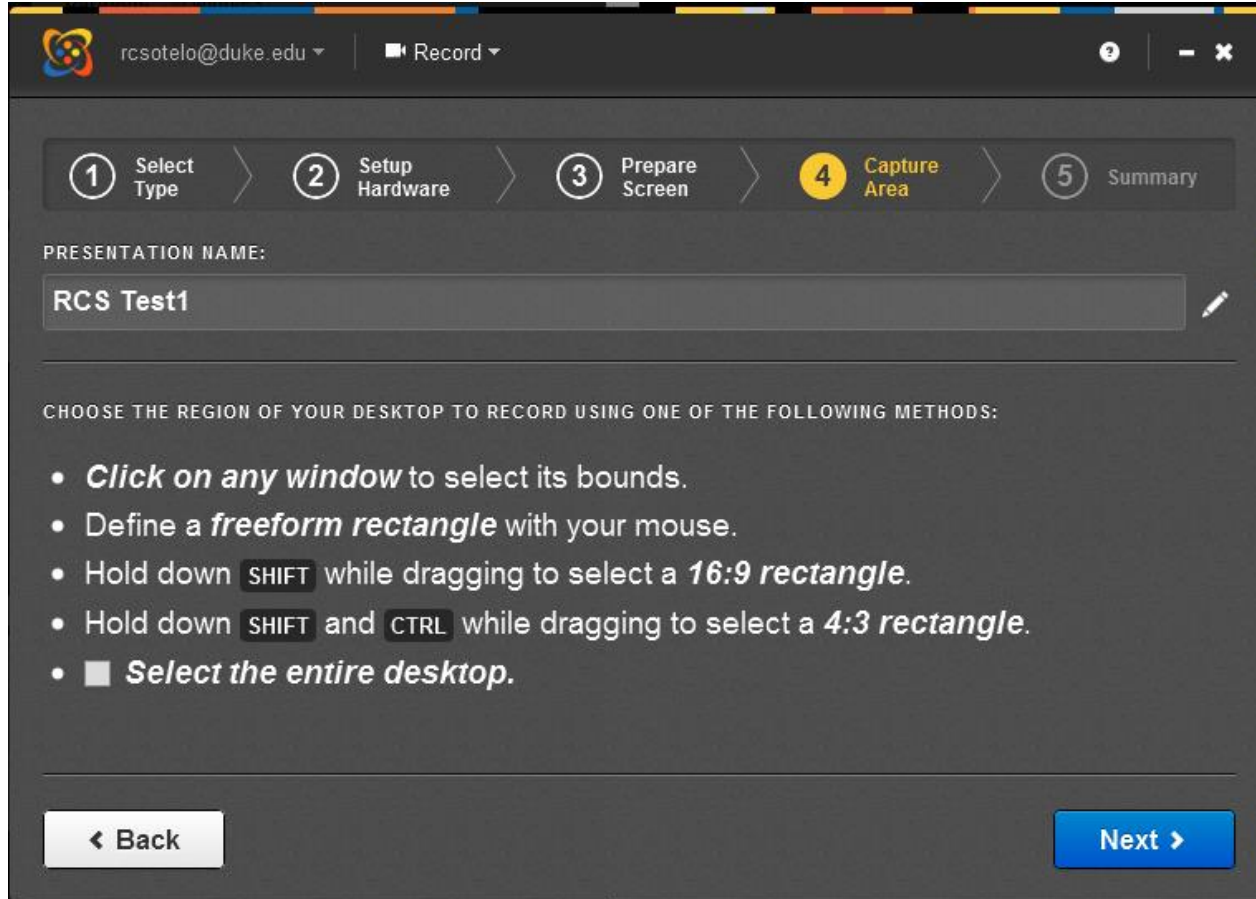 rcsotelo@duke.edu Record
1 Select Type 2 Setup Hardware 3 Prepare Screen 4 Capture Area 5 Summary
PRESENTATION NAME:
RCS Test1
CHOOSE THE REGION OF YOUR DESKTOP TO RECORD USING ONE OF THE FOLLOWING METHODS:
• Click on any window to select its bounds.
• Define a freeform rectangle with your mouse.
• Hold down SHIFT while dragging to select a 16:9 rectangle.
• Hold down SHIFT and CTRL while dragging to select a 4:3 rectangle.
• Select the entire desktop.
Back Next